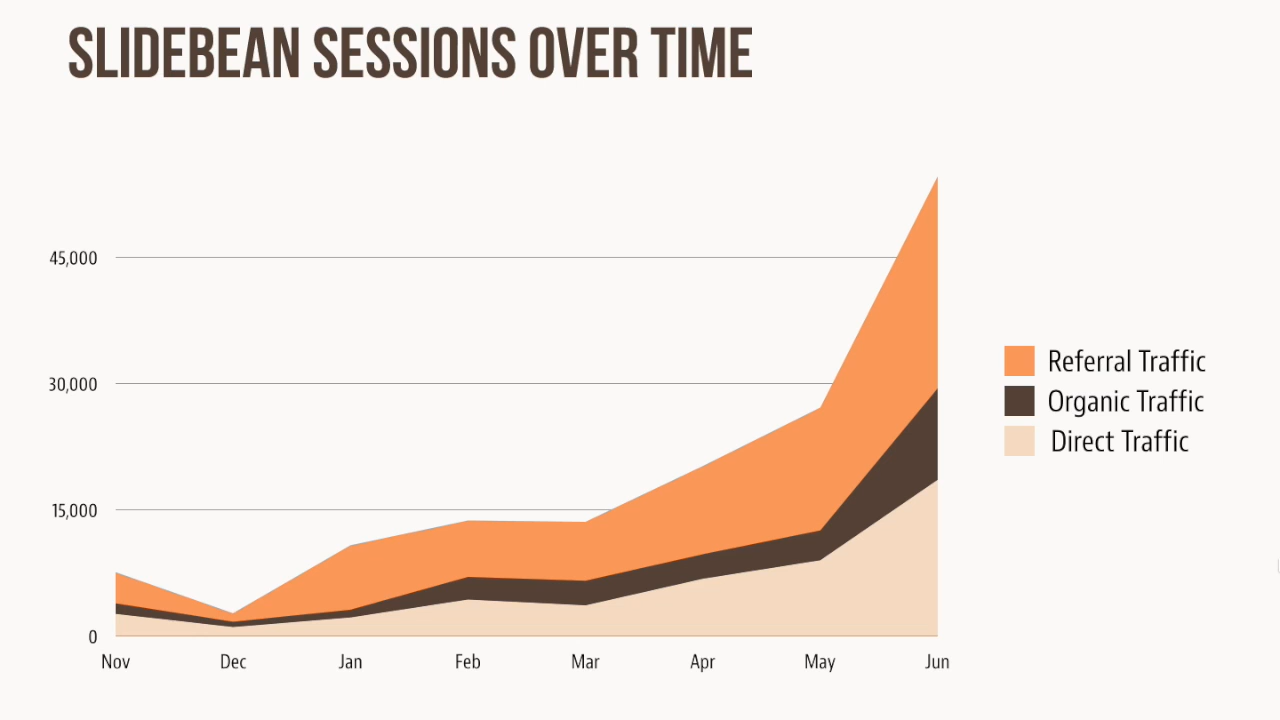 SLIDEBEAN SESSIONS OVER TIME
45,000
30,000
15,000
0
Nov Dec Jan Feb Mar Apr May Jun
Referral Traffic
Organic Traffic
Direct Traffic